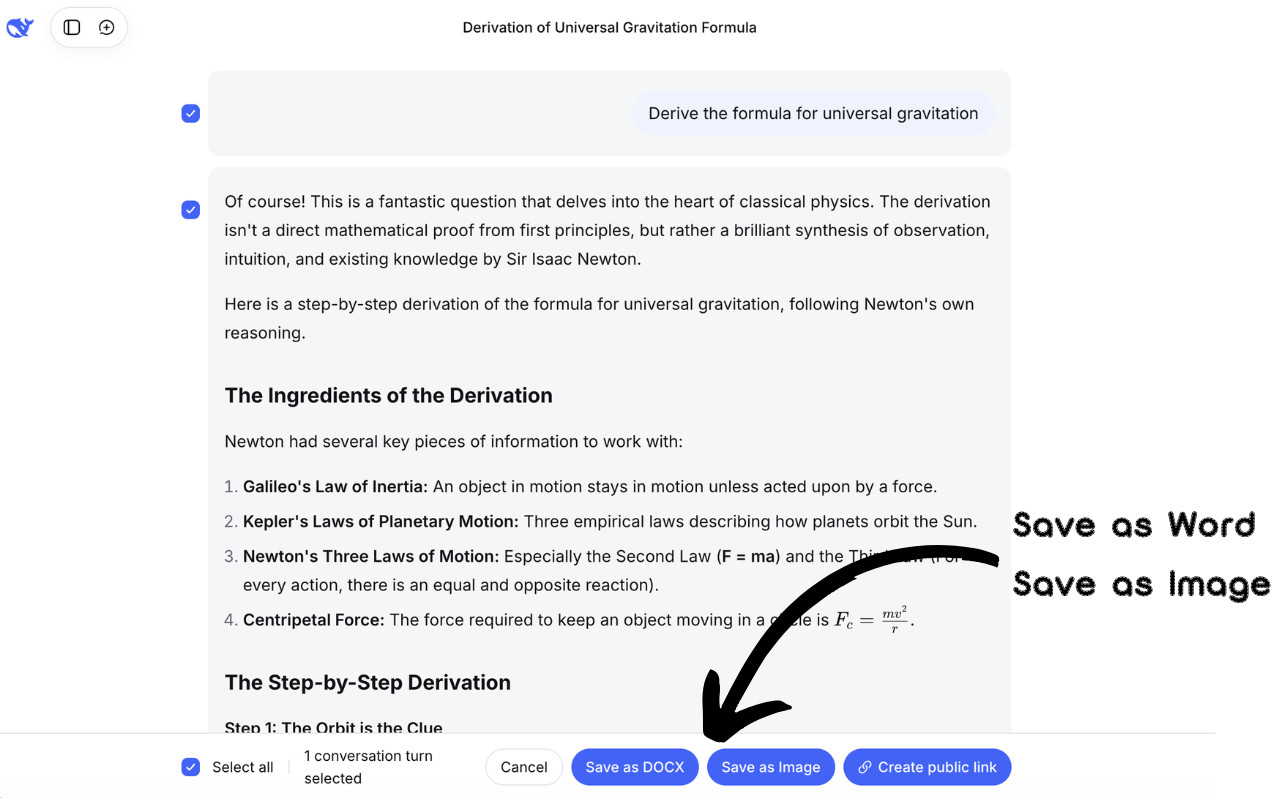 Derivation of Universal Gravitation Formula
Derive the formula for universal gravitation
Of course! This is a fantastic question that delves into the heart of classical physics. The derivation
isn't a direct mathematical proof from first principles, but rather a brilliant synthesis of observation,
intuition, and existing knowledge by Sir Isaac Newton.
Here is a step-by-step derivation of the formula for universal gravitation, following Newton's own
reasoning.
The Ingredients of the Derivation
Newton had several key pieces of information to work with:
1. Galileo's Law of Inertia: An object in motion stays in motion unless acted upon by a force.
2. Kepler's Laws of Planetary Motion: Three empirical laws describing how planets orbit the Sun.
3. Newton's Three Laws of Motion: Especially the Second Law (F = ma) and the Third Law (For
every action, there is an equal and opposite reaction).
4. Centripetal Force: The force required to keep an object moving in a circle is F_c = mv²/r.
The Step-by-Step Derivation
Step 1: The Orbit is the Clue
Save as Word
Save as Image
Select all
1 conversation turn
selected
Cancel
Save as DOCX
Save as Image
Create public link